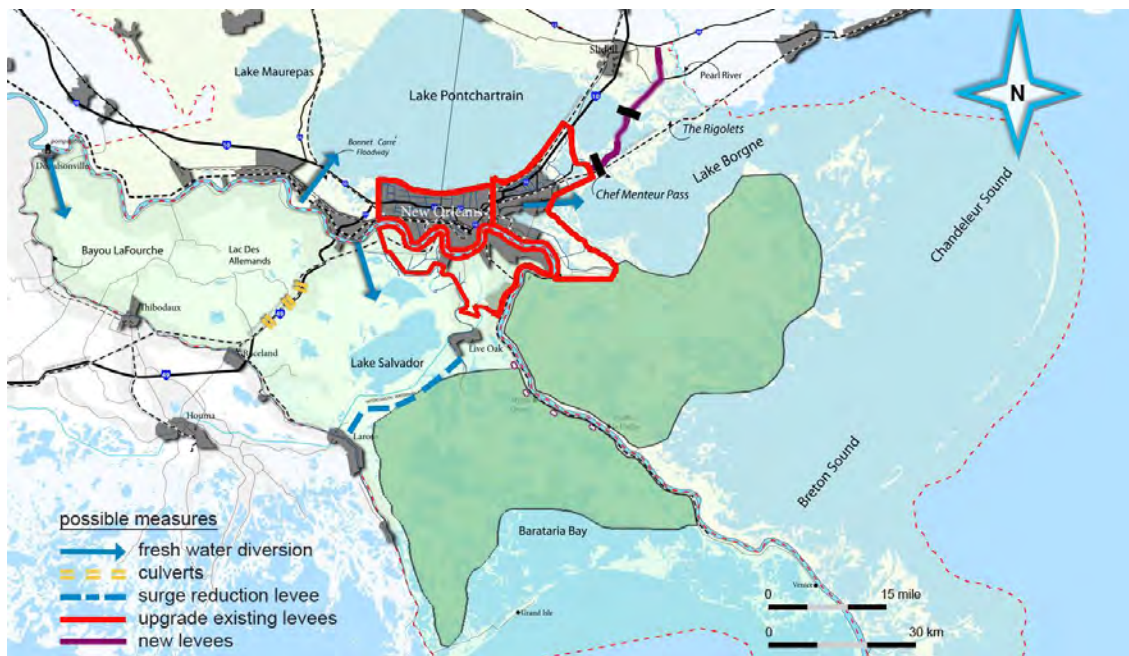 Slidell
Lake Maurepas
Pearl River
Lake Pontchartrain
N
10
The Rigolets
Bonnet Carré
Floodway
Donaldsonville
Lake Borgne
Chef Menteur Pass
New Orleans
Chandeleur Sound
Bayou LaFourche
Lac Des
Allemands
Thibodaux
Raceland
Live Oak
Lake Salvador
Houma
Larose
Breton Sound
possible measures
fresh water diversion
culverts
surge reduction levee
upgrade existing levees
new levees
Barataria Bay
Grand Isle
Venice
0
15 mile
0
30 km